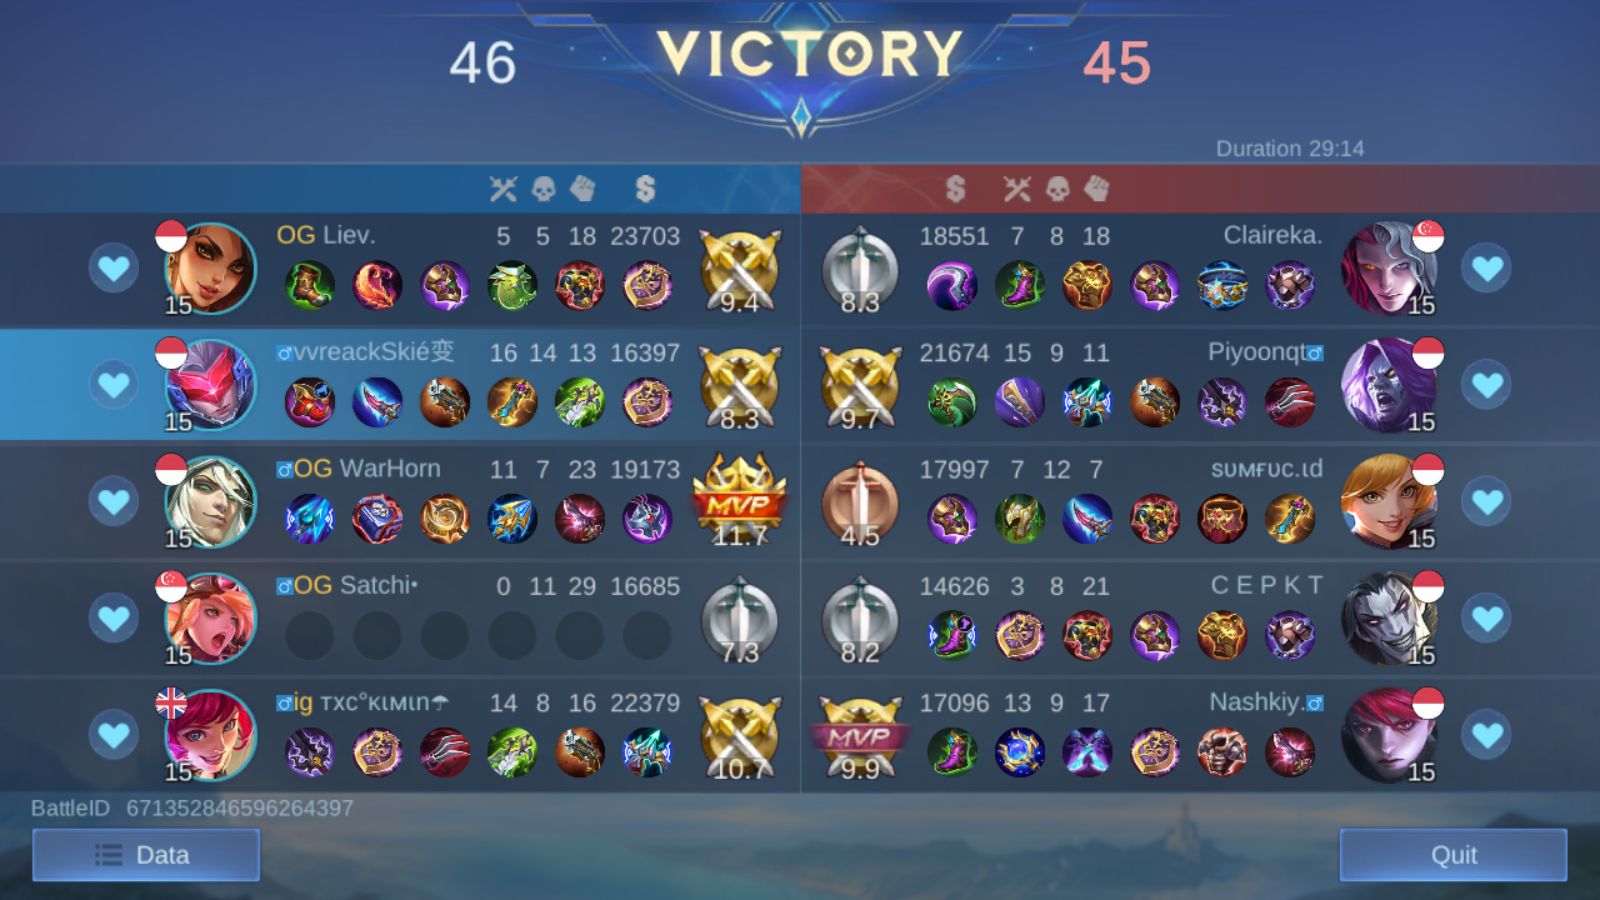 46 VICTORY 45
Duration 29:14
OG Liev. 5 5 18 23703
15 9.4
18551 7 8 18 Claireka.
8.3 15
vvreackSkié变 16 14 13 16397
15 8.3
21674 15 9 11 Piyoonqt
9.7 15
OG WarHorn 11 7 23 19173
MVP
15 11.7
17997 7 12 7 ѕυмғυc.ιd
4.5 15
OG Satchi• 0 11 29 16685
15 7.3
14626 3 8 21 C E P K T
8.2 15
ig тxc°кιмιn☂ 14 8 16 22379
15 10.7
17096 13 9 17 Nashkiy.
MVP
9.9 15
BattleID 671352846596264397
Data
Quit